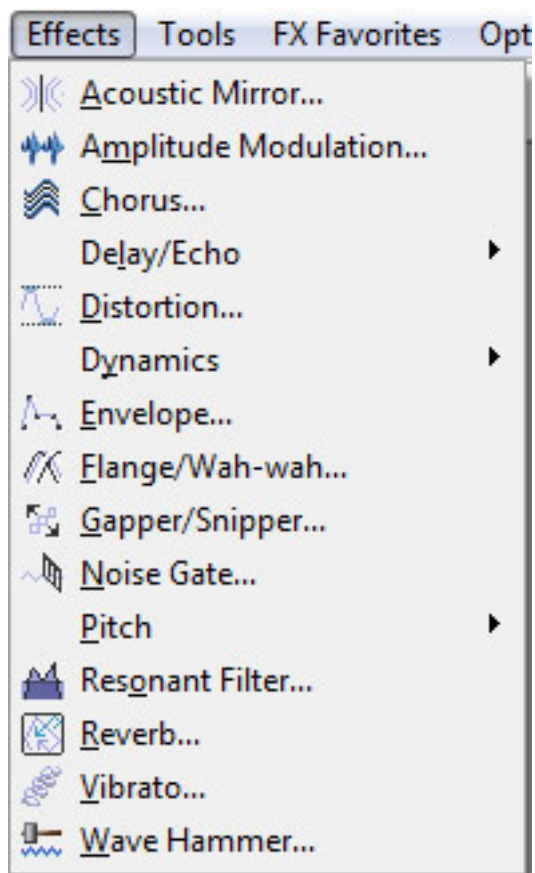 Effects Tools FX Favorites Opt
Acoustic Mirror...
Amplitude Modulation...
Chorus...
Delay/Echo
Distortion...
Dynamics
Envelope...
Flange/Wah-wah...
Gapper/Snipper...
Noise Gate...
Pitch
Resonant Filter...
Reverb...
Vibrato...
Wave Hammer...